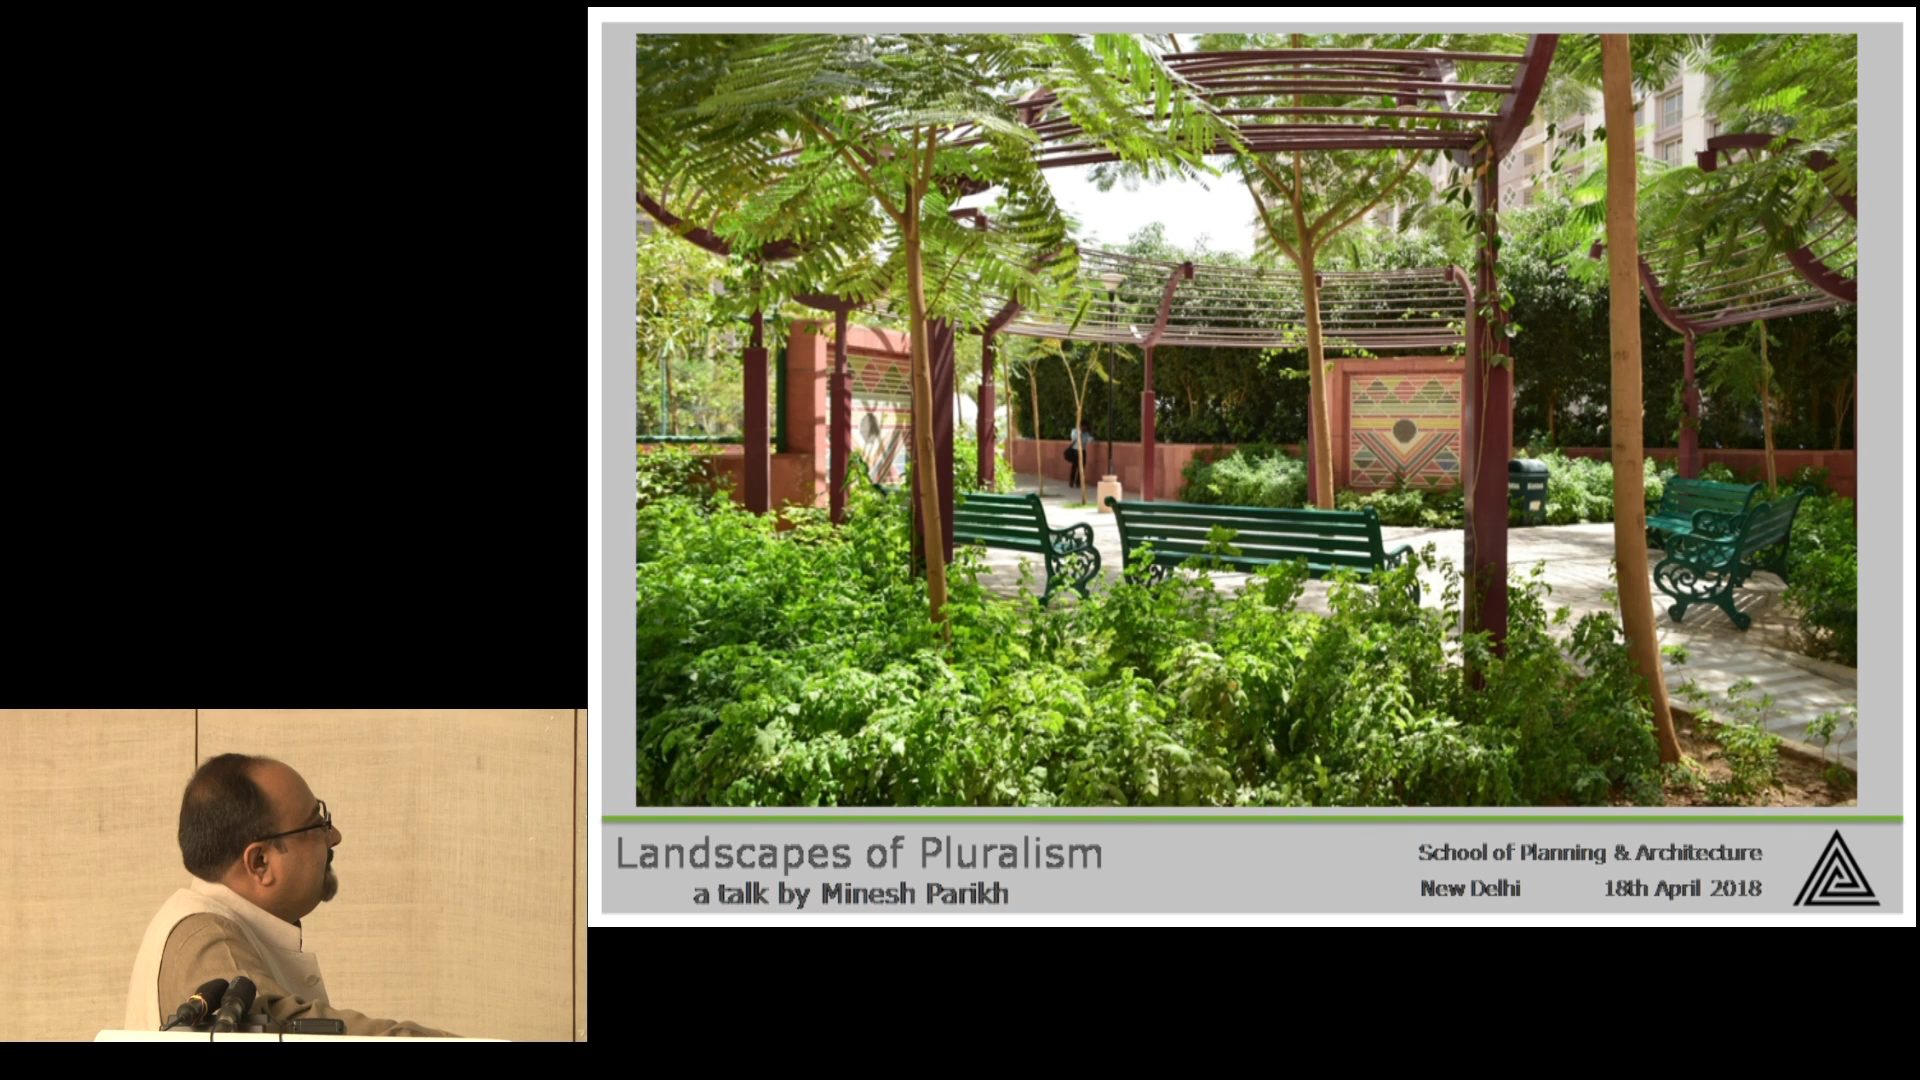 Landscapes of Pluralism
a talk by Minesh Parikh
School of Planning & Architecture
New Delhi 18th April 2018